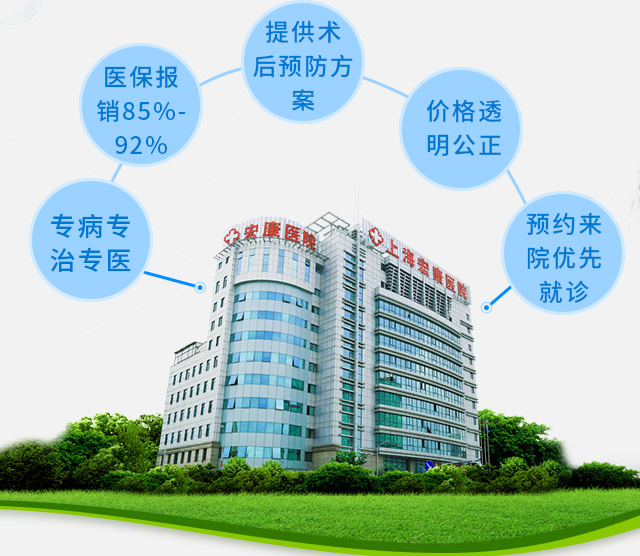 提供术
后预防方
案
医保报
销85%-
92%
价格透
明公正
专病专
治专医
预约来
院优先
就诊
宏康医院
上海宏康医院